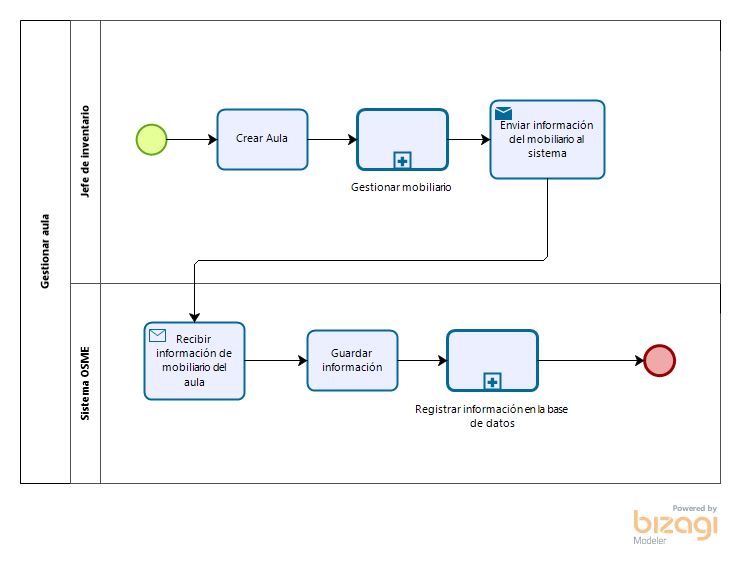 Gestionar aula
Jefe de inventario
Crear Aula
Gestionar mobiliario
Enviar información
del mobiliario al
sistema
Sistema OSME
Recibir
información de
mobiliario del
aula
Guardar
información
Registrar información en la base
de datos
Powered by
bizagi
Modeler